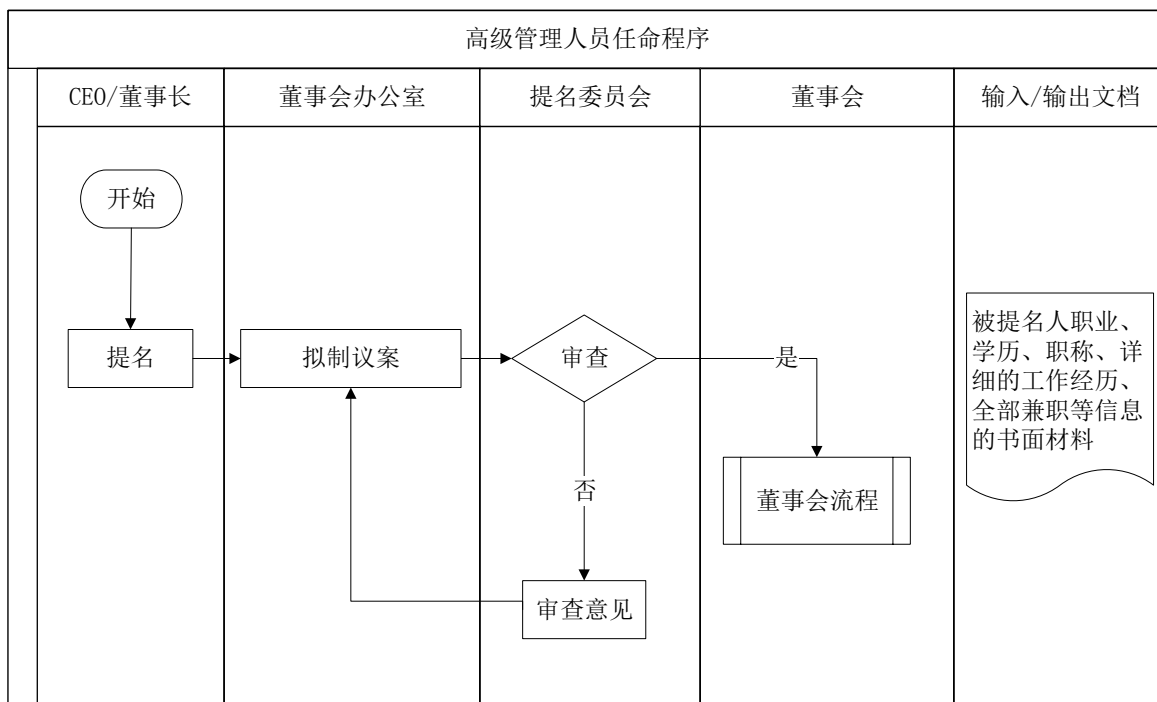 高级管理人员任命程序
CEO/董事长
董事会办公室
提名委员会
董事会
输入/输出文档
开始
提名
拟制议案
审查
是
否
审查意见
董事会流程
被提名人职业、
学历、职称、详
细的工作经历、
全部兼职等信息
的书面材料